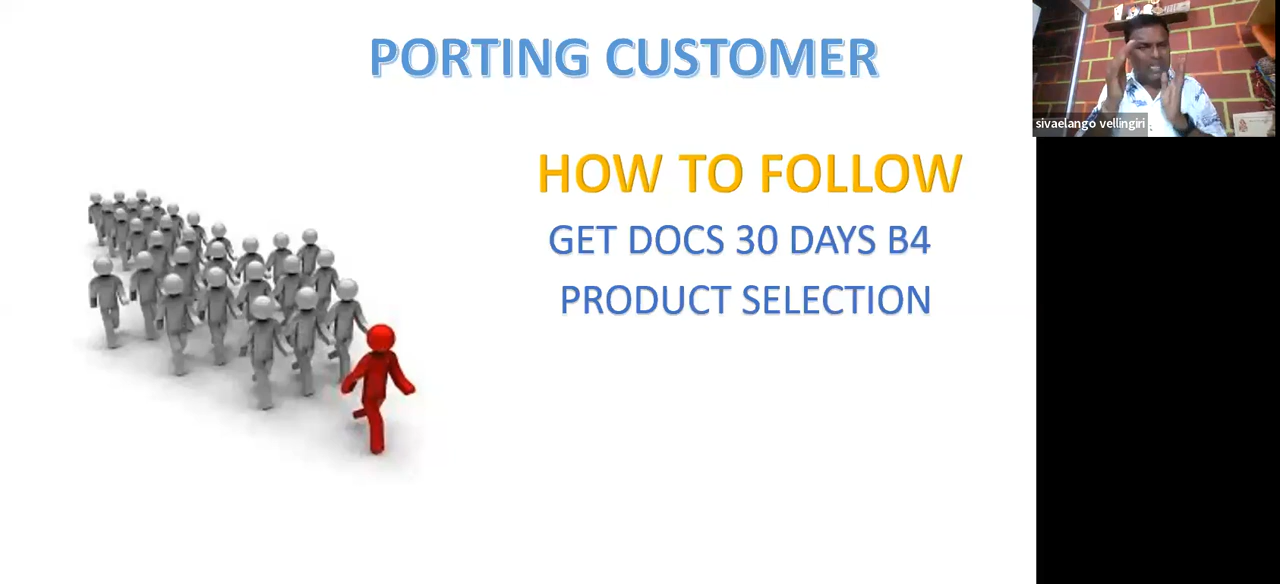 PORTING CUSTOMER
sivaelango vellingiri
HOW TO FOLLOW
GET DOCS 30 DAYS B4
PRODUCT SELECTION